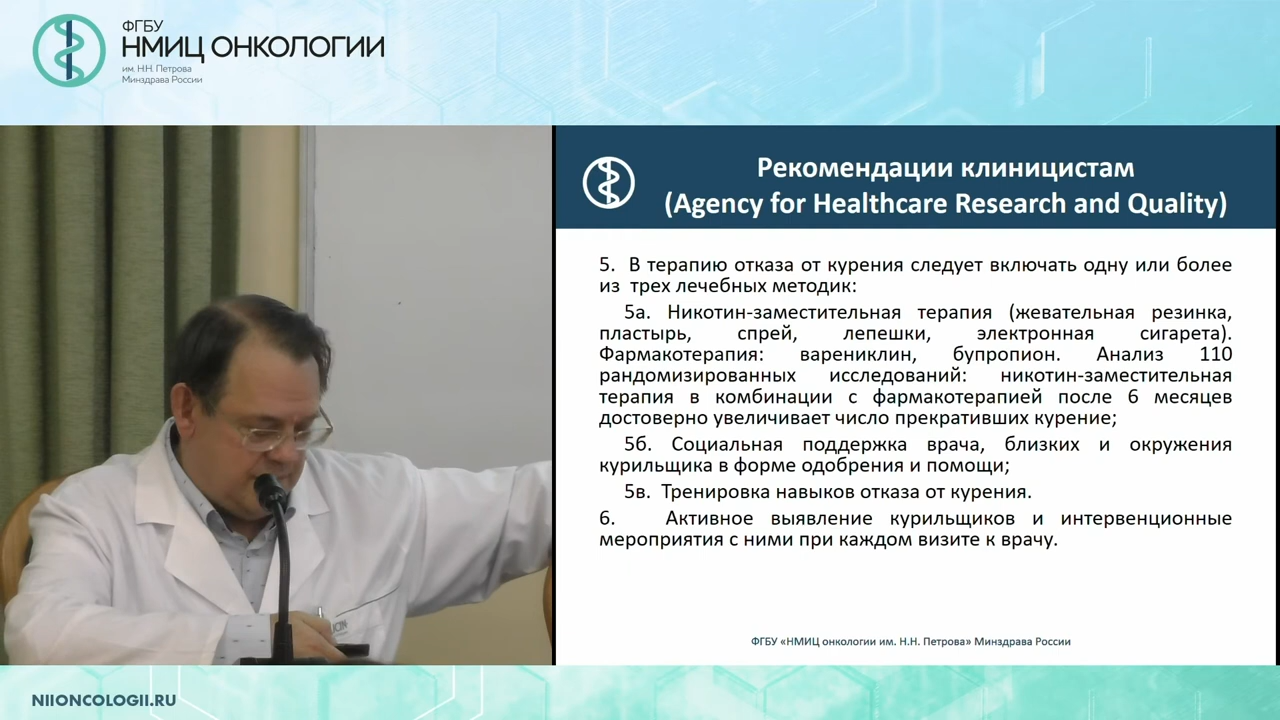 ФГБУ
НМИЦ ОНКОЛОГИИ
им. Н.Н. Петрова
Минздрава России
Рекомендации клиницистам
(Agency for Healthcare Research and Quality)
5. В терапию отказа от курения следует включать одну или более
из трех лечебных методик:
5а. Никотин-заместительная терапия (жевательная резинка,
пластырь, спрей, лепешки, электронная сигарета).
Фармакотерапия: варениклин, бупропион. Анализ 110
рандомизированных исследований: никотин-заместительная
терапия в комбинации с фармакотерапией после 6 месяцев
достоверно увеличивает число прекративших курение;
5б. Социальная поддержка врача, близких и окружения
курильщика в форме одобрения и помощи;
5в. Тренировка навыков отказа от курения.
6. Активное выявление курильщиков и интервенционные
мероприятия с ними при каждом визите к врачу.
ФГБУ «НМИЦ онкологии им. Н.Н. Петрова» Минздрава России
NIIONCOLOGII.RU